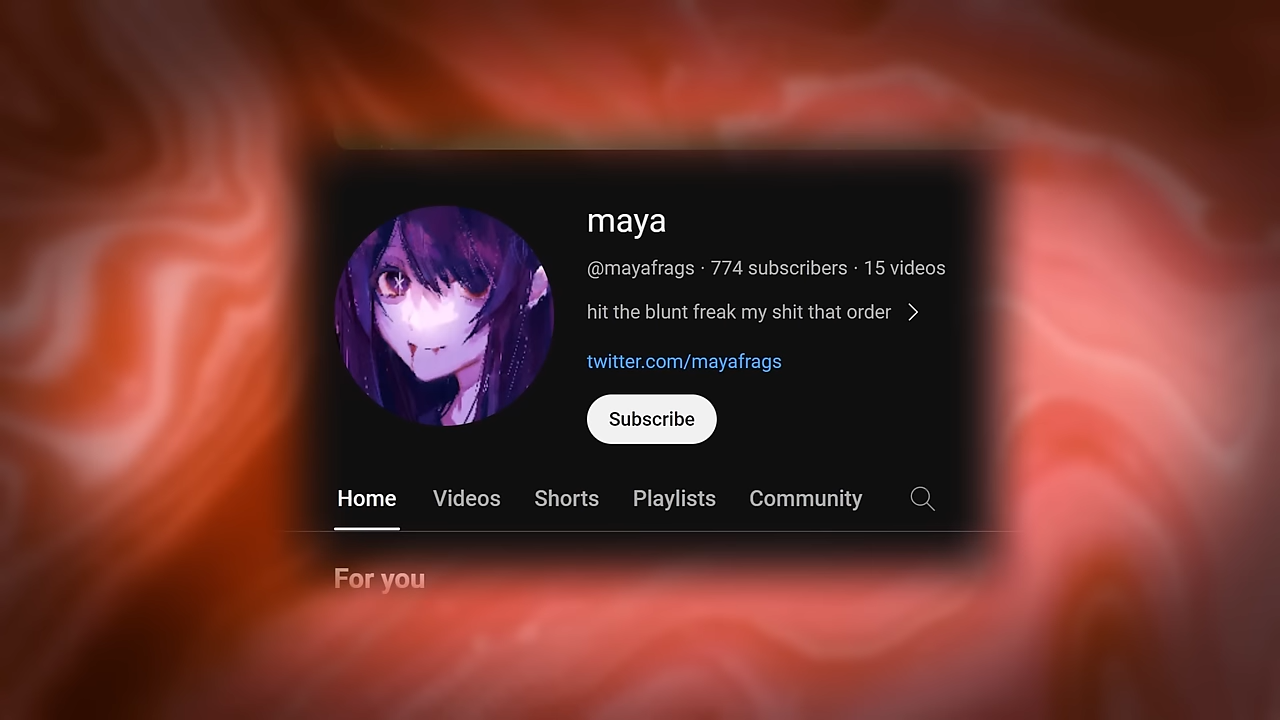 maya
@mayafrags · 774 subscribers · 15 videos
hit the blunt freak my shit that order
twitter.com/mayafrags
Subscribe
Home Videos Shorts Playlists Community
For you